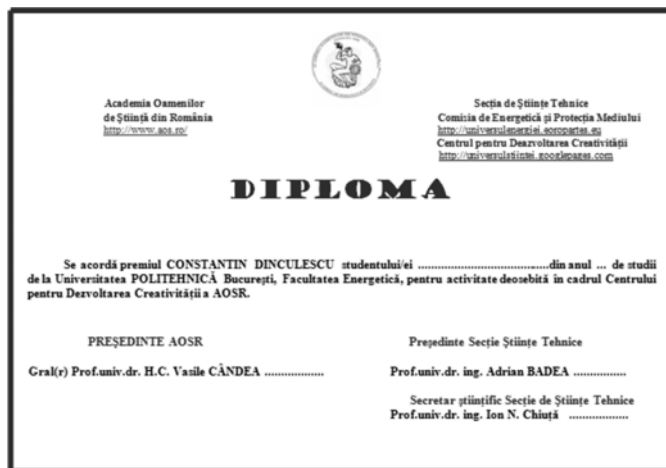 Academia Oamenilor
de Știință din România
http://www.aos.ro/
Secția de Științe Tehnice
Comisia de Energetică și Protecția Mediului
http://universulenergiei.eoropartes.eu
Centrul pentru Deazvoltarea Creativității
http://universulstiintei.googlepages.com
DIPLOMA
Se acordă premiul CONSTANTIN DINCULESCU studentului/ei ..........................................din anul ... de studii
de la Universitatea POLITEHNICĂ București, Facultatea Energetică, pentru activitate deosebită în cadrul Centrului
pentru Dezvoltarea Creativității a AOSR.
PREȘEDINTE AOSR
Gral(r) Prof.univ.dr. H.C. Vasile CÂNDEA ..................
Președinte Secție Științe Tehnice
Prof.univ.dr. ing. Adrian BADEA ................
Secretar științific Secție de Științe Tehnice
Prof.univ.dr. ing. Ion N. Chiuță ..................